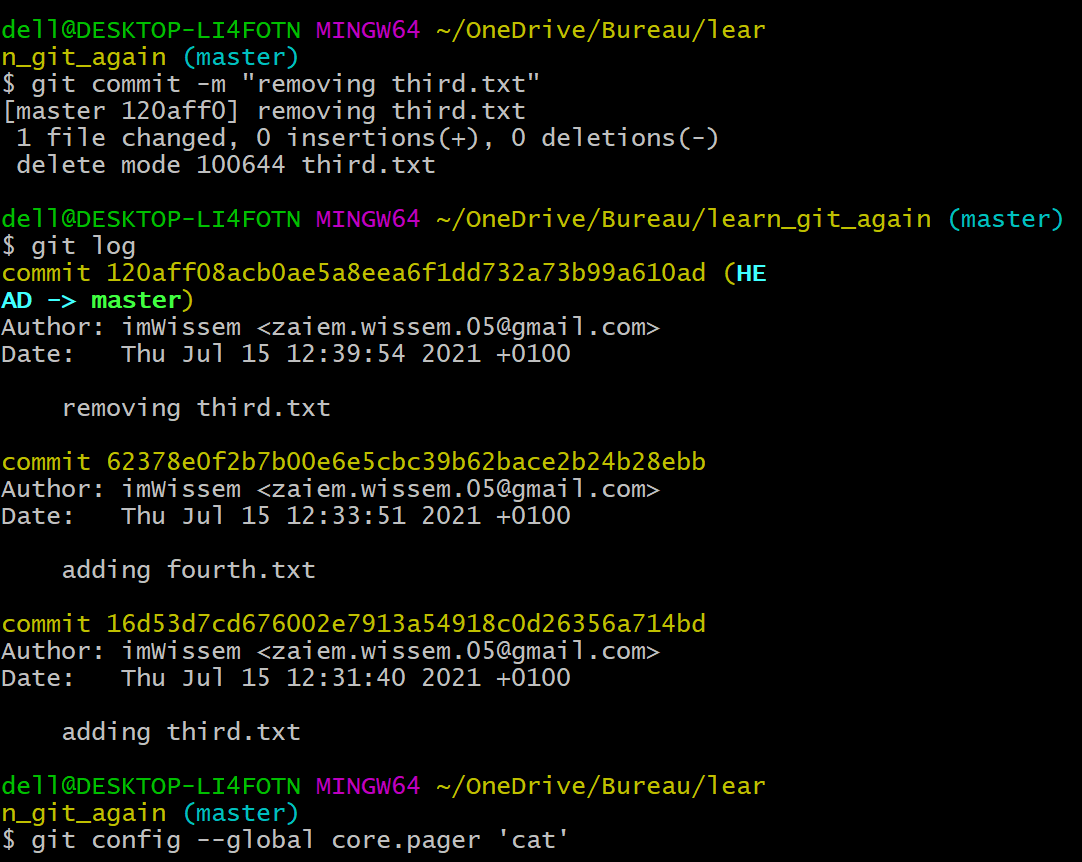 dell@DESKTOP-LI4FOTN MINGW64 ~/OneDrive/Bureau/lear
n_git_again (master)
$ git commit -m "removing third.txt"
[master 120aff0] removing third.txt
 1 file changed, 0 insertions(+), 0 deletions(-)
 delete mode 100644 third.txt

dell@DESKTOP-LI4FOTN MINGW64 ~/OneDrive/Bureau/learn_git_again (master)
$ git log
commit 120aff08acb0ae5a8eea6f1dd732a73b99a610ad (HE
AD -> master)
Author: imWissem <zaiem.wissem.05@gmail.com>
Date:   Thu Jul 15 12:39:54 2021 +0100

    removing third.txt

commit 62378e0f2b7b00e6e5cbc39b62bace2b24b28ebb
Author: imWissem <zaiem.wissem.05@gmail.com>
Date:   Thu Jul 15 12:33:51 2021 +0100

    adding fourth.txt

commit 16d53d7cd676002e7913a54918c0d26356a714bd
Author: imWissem <zaiem.wissem.05@gmail.com>
Date:   Thu Jul 15 12:31:40 2021 +0100

    adding third.txt

dell@DESKTOP-LI4FOTN MINGW64 ~/OneDrive/Bureau/lear
n_git_again (master)
$ git config --global core.pager 'cat'